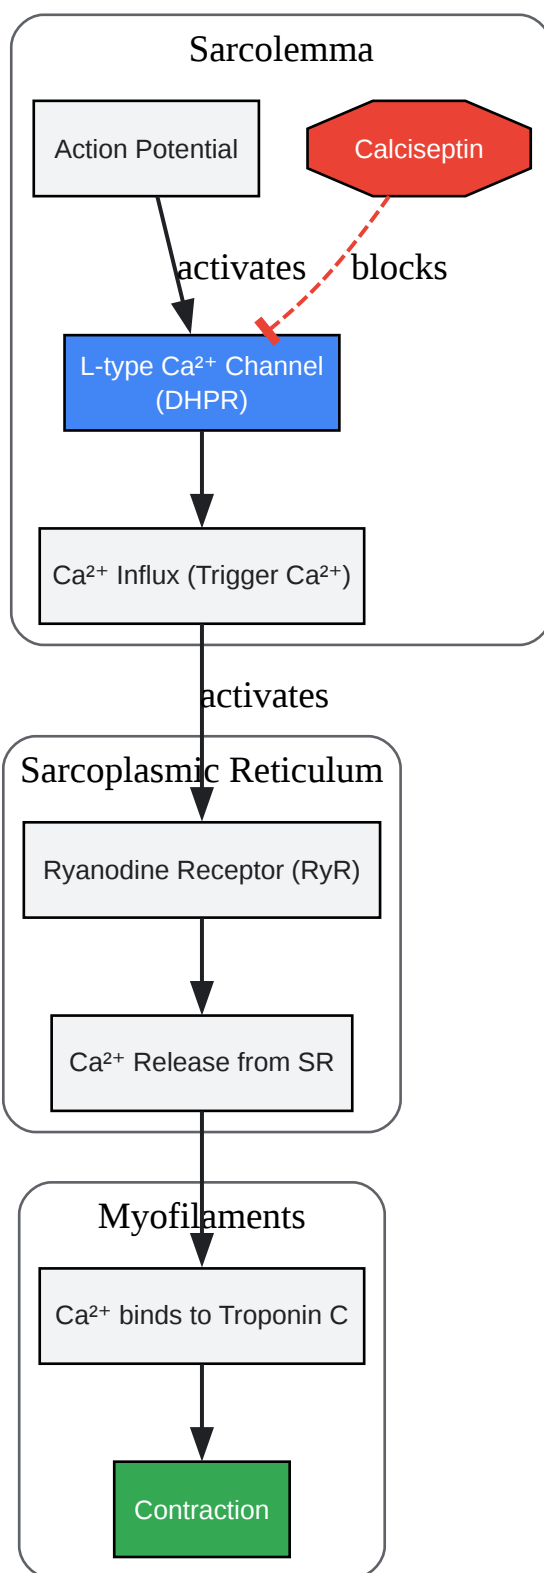 Sarcolemma
Action Potential
Calciseptin
activates
blocks
L-type Ca²⁺ Channel
(DHPR)
Ca²⁺ Influx (Trigger Ca²⁺)
activates
Sarcoplasmic Reticulum
Ryanodine Receptor (RyR)
Ca²⁺ Release from SR
Myofilaments
Ca²⁺ binds to Troponin C
Contraction